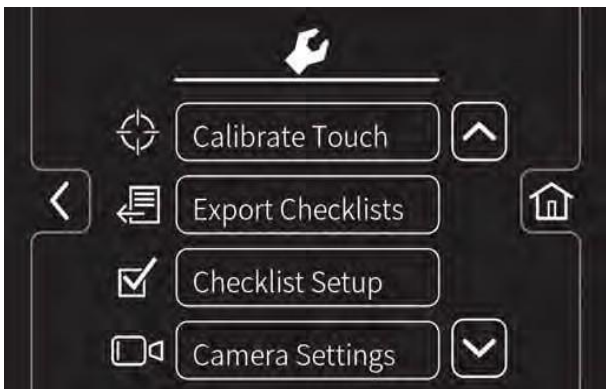 Calibrate Touch
Export Checklists
Checklist Setup
Camera Settings